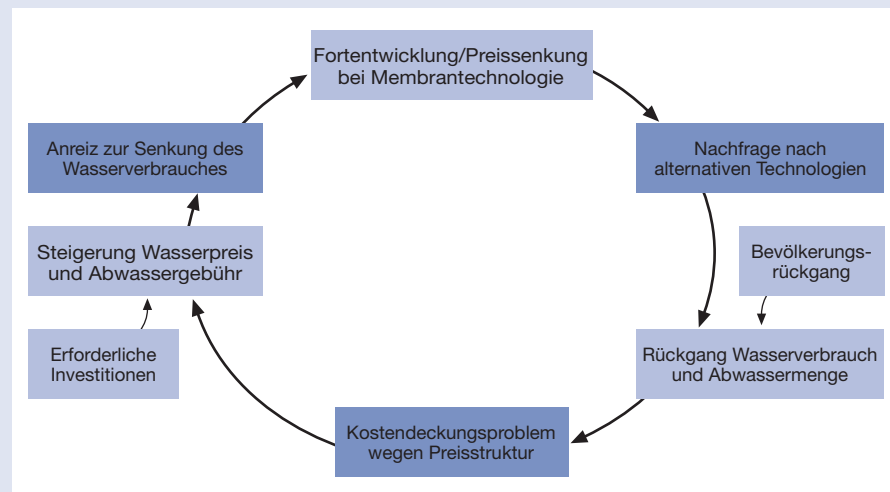 Fortentwicklung/Preissenkung
bei Membrantechnologie
Anreiz zur Senkung des
Wasserverbrauches
Nachfrage nach
alternativen Technologien
Steigerung Wasserpreis
und Abwassergebühr
Bevölkerungs-
rückgang
Erforderliche
Investitionen
Rückgang Wasserverbrauch
und Abwassermenge
Kostendeckungsproblem
wegen Preisstruktur